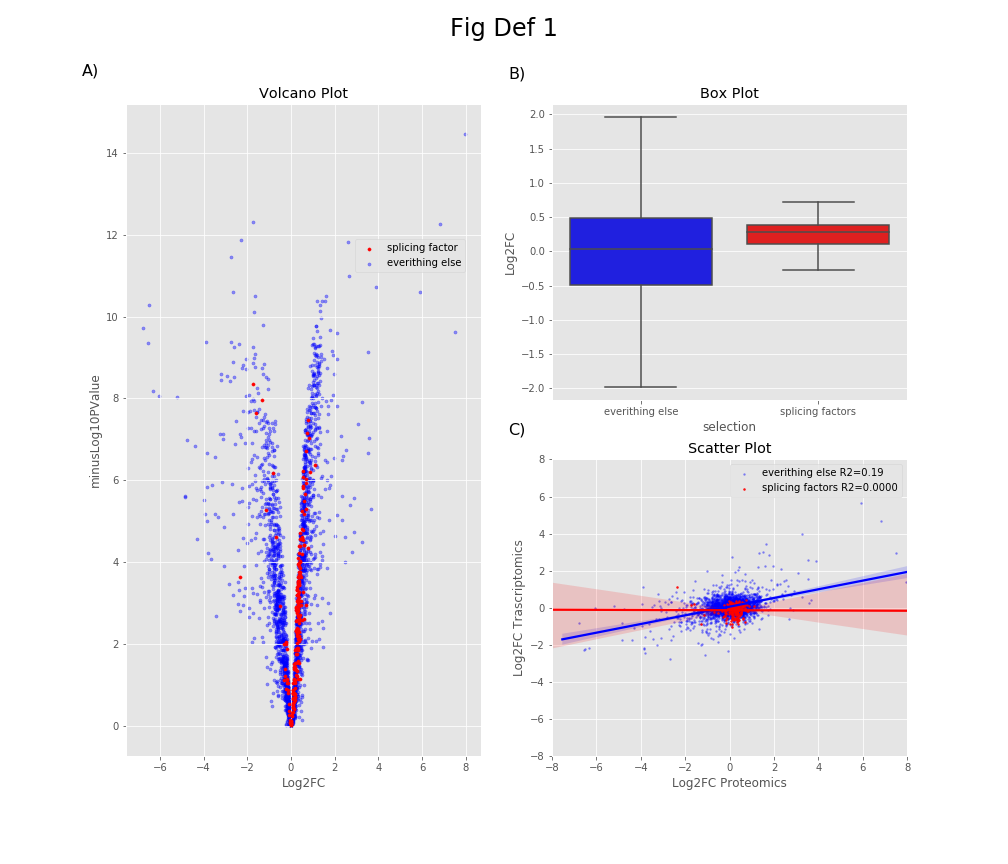 Fig Def 1
A)
Volcano Plot
14
12
10
8
6
4
2
0
minusLog10PValue
splicing factor
everithing else
−6
−4
−2
0
2
4
6
8
Log2FC
B)
Box Plot
2.0
1.5
1.0
0.5
0.0
−0.5
−1.0
−1.5
−2.0
Log2FC
everithing else
splicing factors
selection
C)
Scatter Plot
8
6
4
2
0
−2
−4
−6
−8
Log2FC Trascriptomics
everithing else R2=0.19
splicing factors R2=0.0000
−8
−6
−4
−2
0
2
4
6
8
Log2FC Proteomics